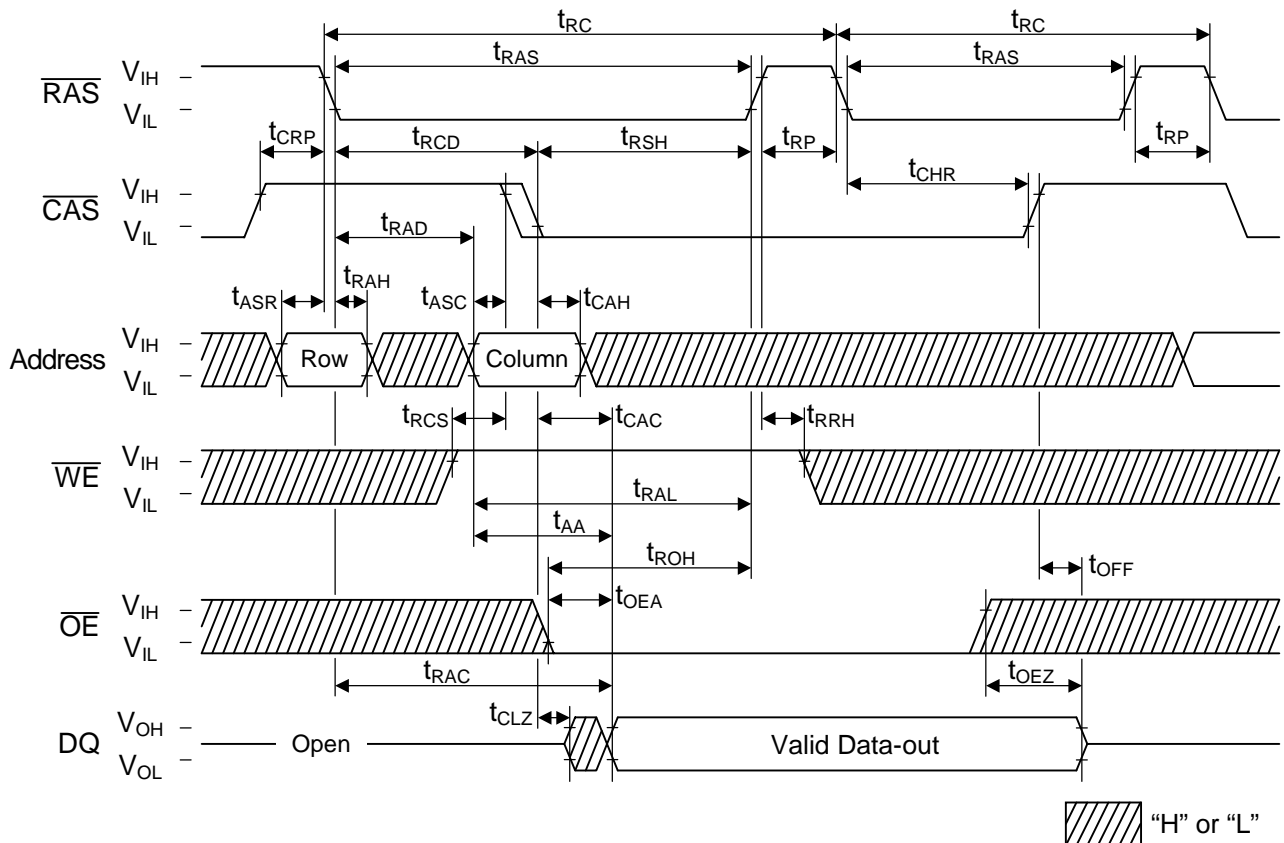 tRC tRC
tRAS tRAS
RAS VIH
VIL
tCRP tRCD tRSH tRP tRP
tCHR
CAS VIH
VIL
tRAD
tRAH
tASR tASC tCAH
Address VIH
VIL
Row Column
tRCS tCAC tRRH
WE VIH
VIL
tRAL
tAA
tROH tOFF
OE VIH
VIL
tOEA
tRAC tOEZ
tCLZ
DQ VOH
VOL
Open Valid Data-out
“H” or “L”